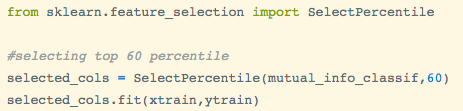 from sklearn.feature_selection import SelectPercentile
#selecting top 60 percentile
selected_cols = SelectPercentile(mutual_info_classif,60)
selected_cols.fit(xtrain,ytrain)